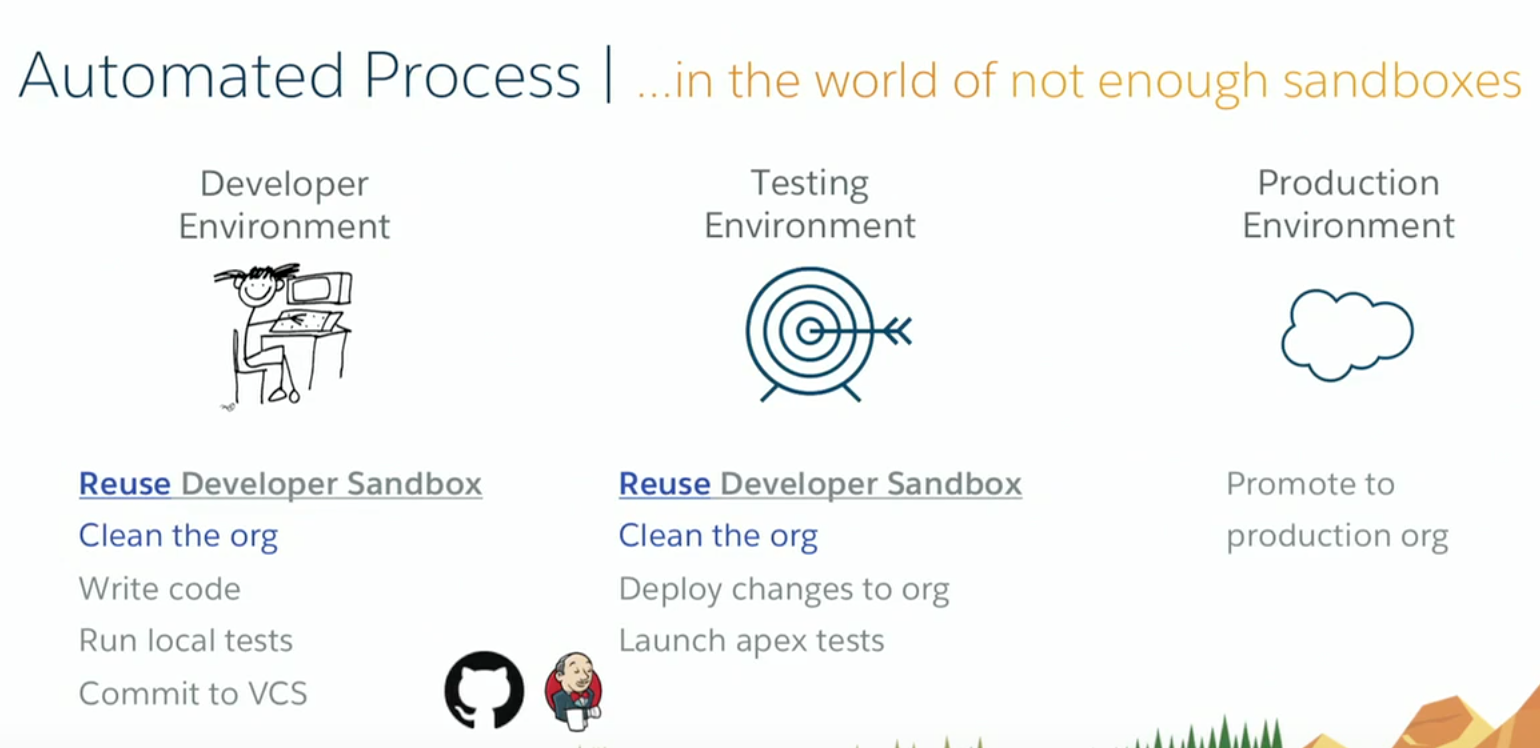 Automated Process | ...in the world of not enough sandboxes
Developer
Environment
Testing
Environment
Production
Environment
Reuse Developer Sandbox
Clean the org
Write code
Run local tests
Commit to VCS
Reuse Developer Sandbox
Clean the org
Deploy changes to org
Launch apex tests
Promote to
production org